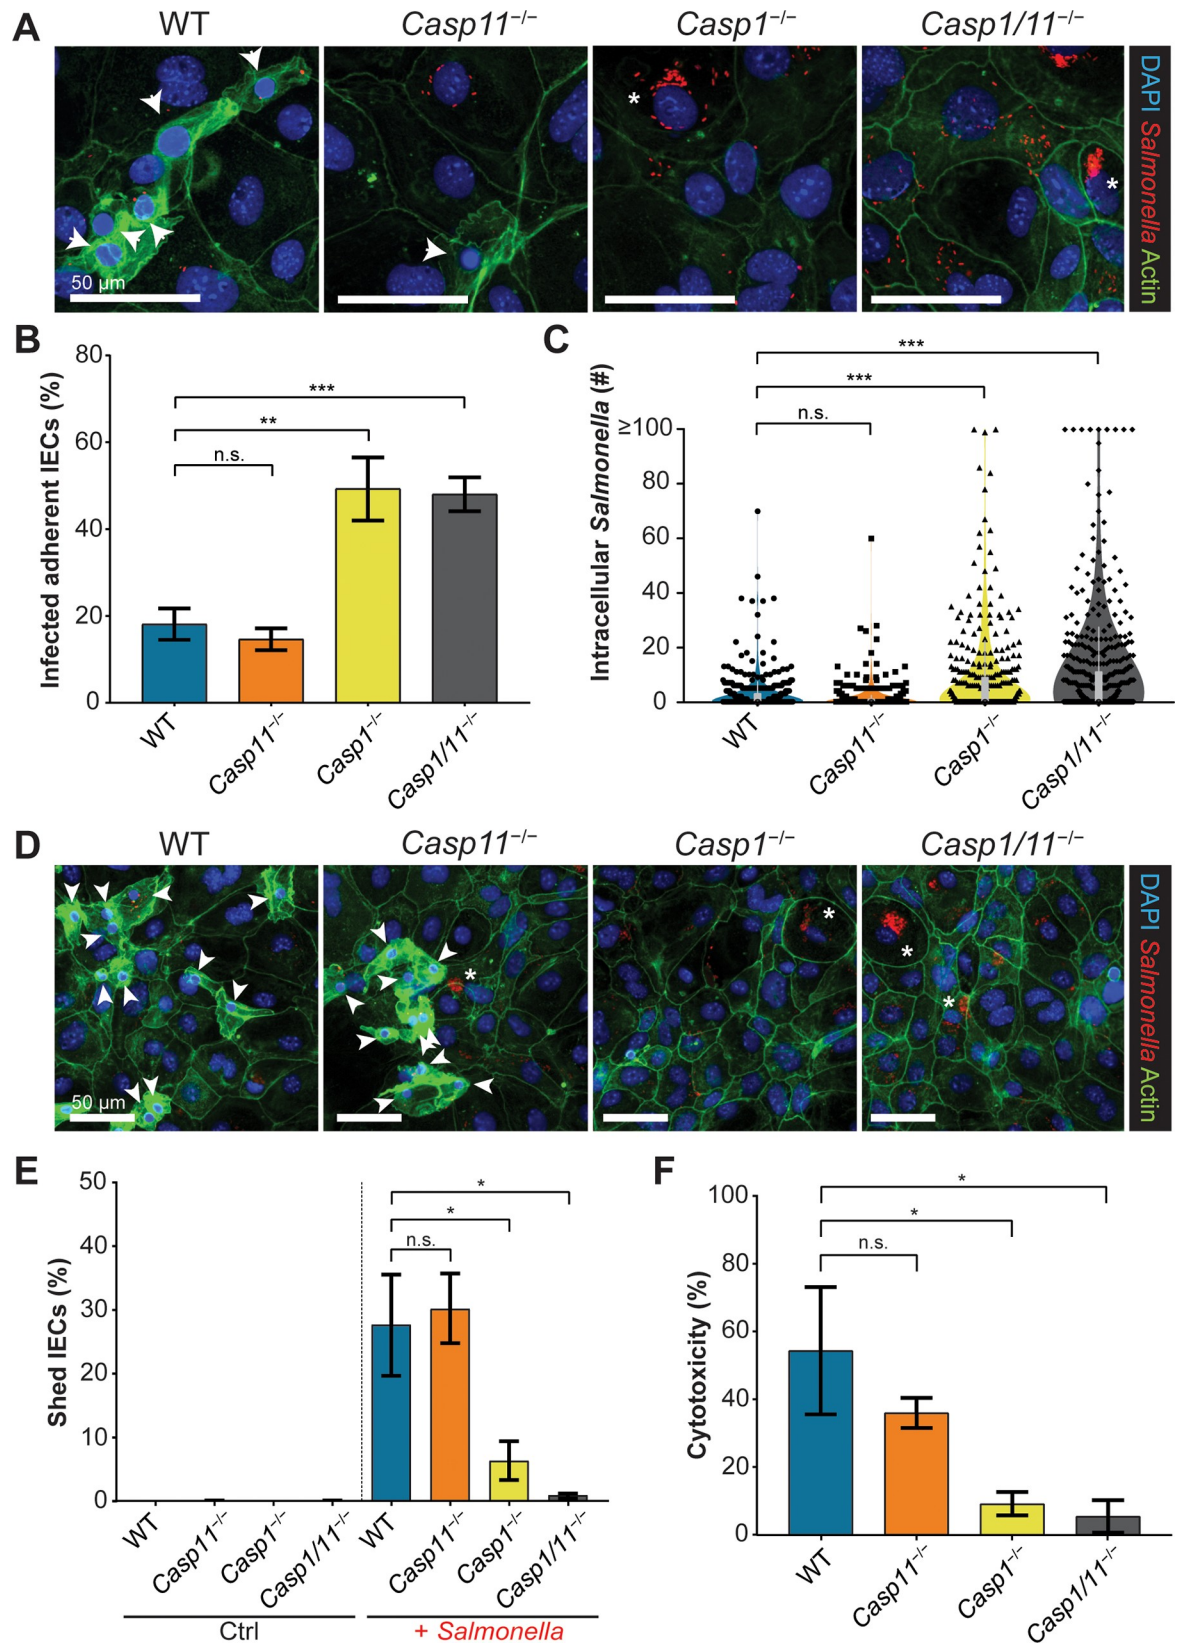 A
WT
Casp11−/−
Casp1−/−
Casp1/11−/−
*
*
50 µm
DAPI Salmonella Actin
B
Infected adherent IECs (%)
80
60
40
20
0
***
**
n.s.
WT
Casp11−/−
Casp1−/−
Casp1/11−/−
C
Intracellular Salmonella (#)
≥100
80
60
40
20
0
***
***
n.s.
WT
Casp11−/−
Casp1−/−
Casp1/11−/−
D
WT
Casp11−/−
Casp1−/−
Casp1/11−/−
*
*
*
*
50 µm
DAPI Salmonella Actin
E
Shed IECs (%)
50
40
30
20
10
0
*
*
n.s.
WT
Casp11−/−
Casp1−/−
Casp1/11−/−
WT
Casp11−/−
Casp1−/−
Casp1/11−/−
Ctrl
+ Salmonella
F
Cytotoxicity (%)
100
80
60
40
20
0
*
*
n.s.
WT
Casp11−/−
Casp1−/−
Casp1/11−/−